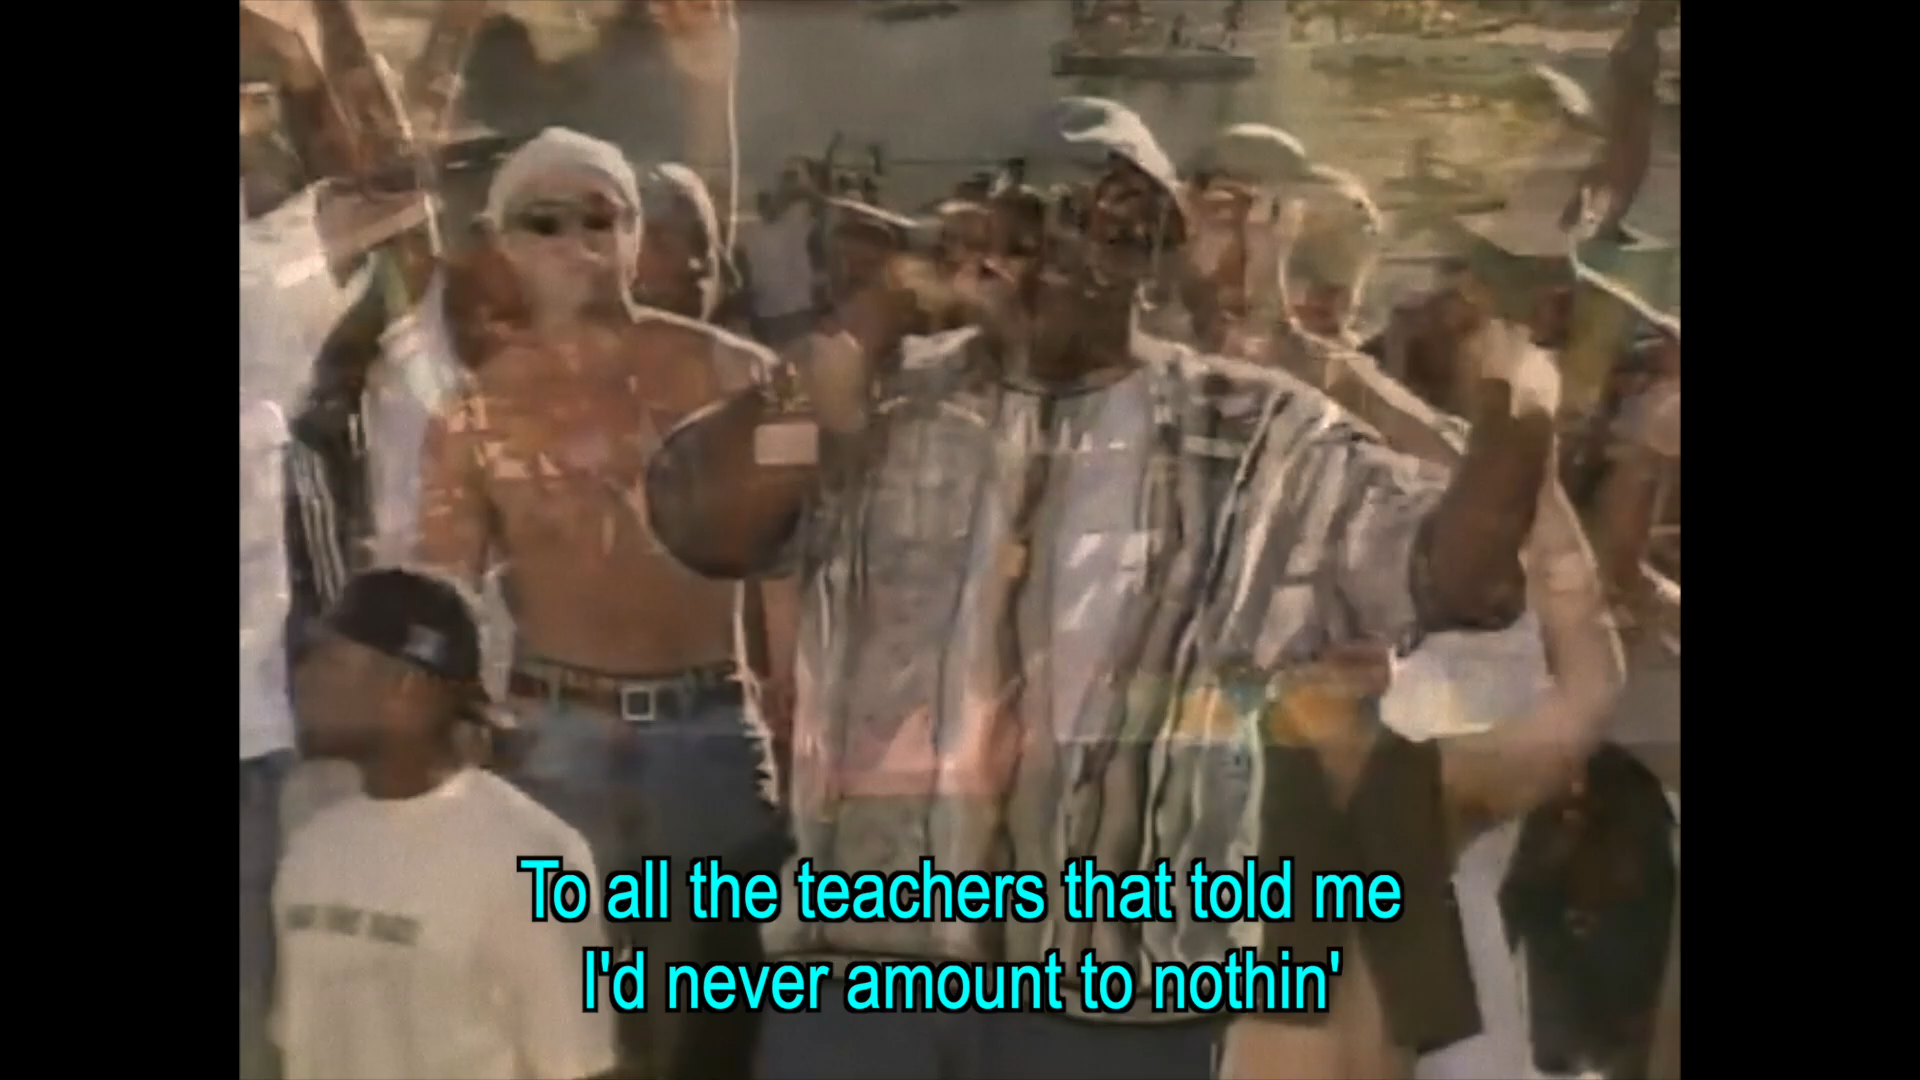 To all the teachers that told me
I'd never amount to nothin'